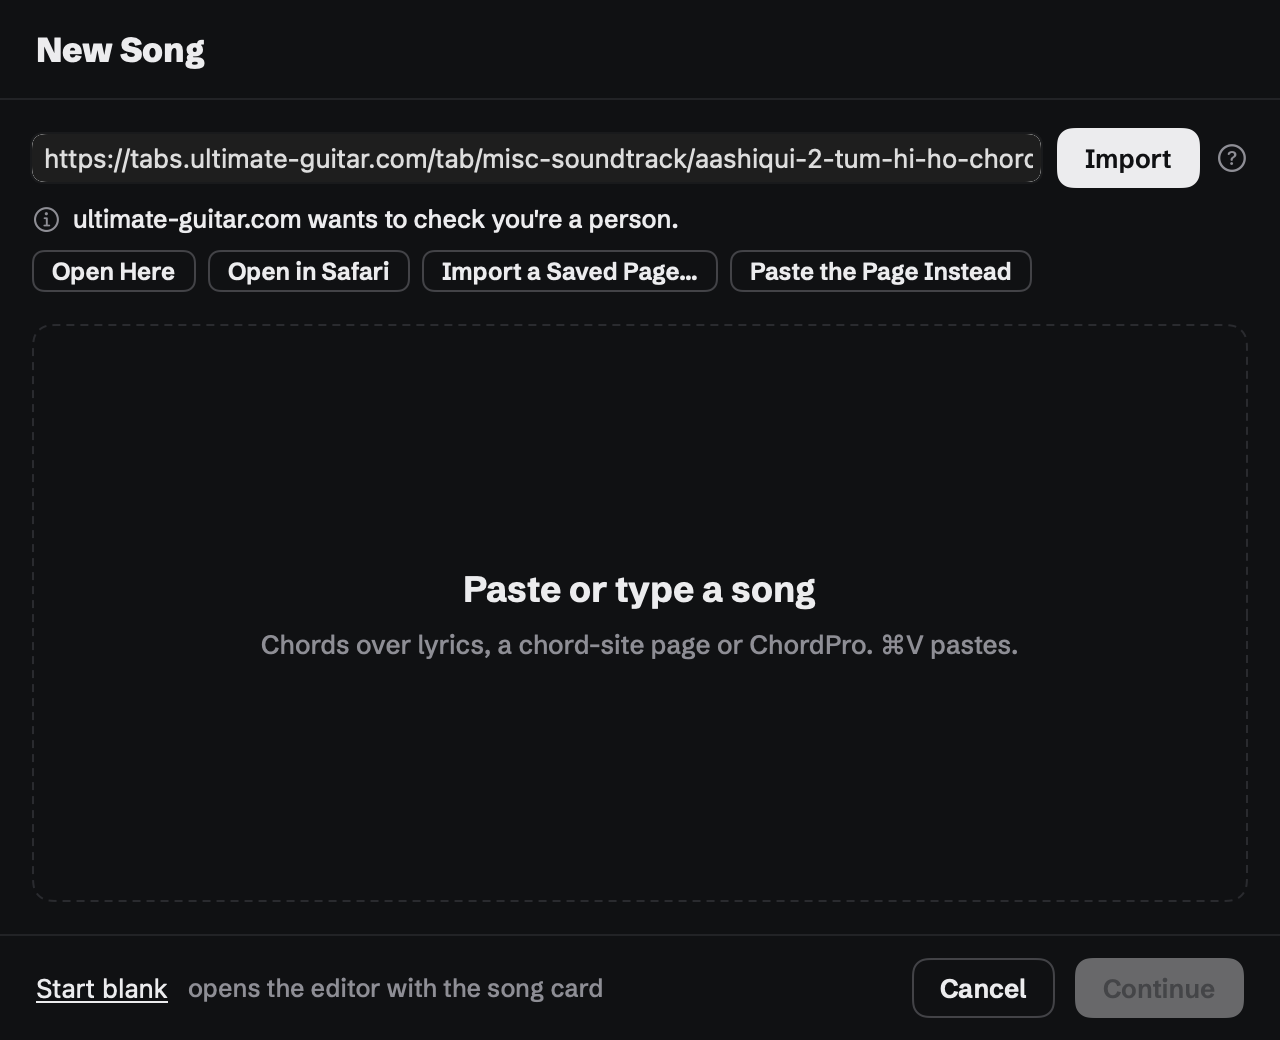 New Song
https://tabs.ultimate-guitar.com/tab/misc-soundtrack/aashiqui-2-tum-hi-ho-chord
Import
?
ultimate-guitar.com wants to check you're a person.
Open Here Open in Safari Import a Saved Page... Paste the Page Instead
Paste or type a song
Chords over lyrics, a chord-site page or ChordPro. ⌘V pastes.
Start blank opens the editor with the song card
Cancel Continue